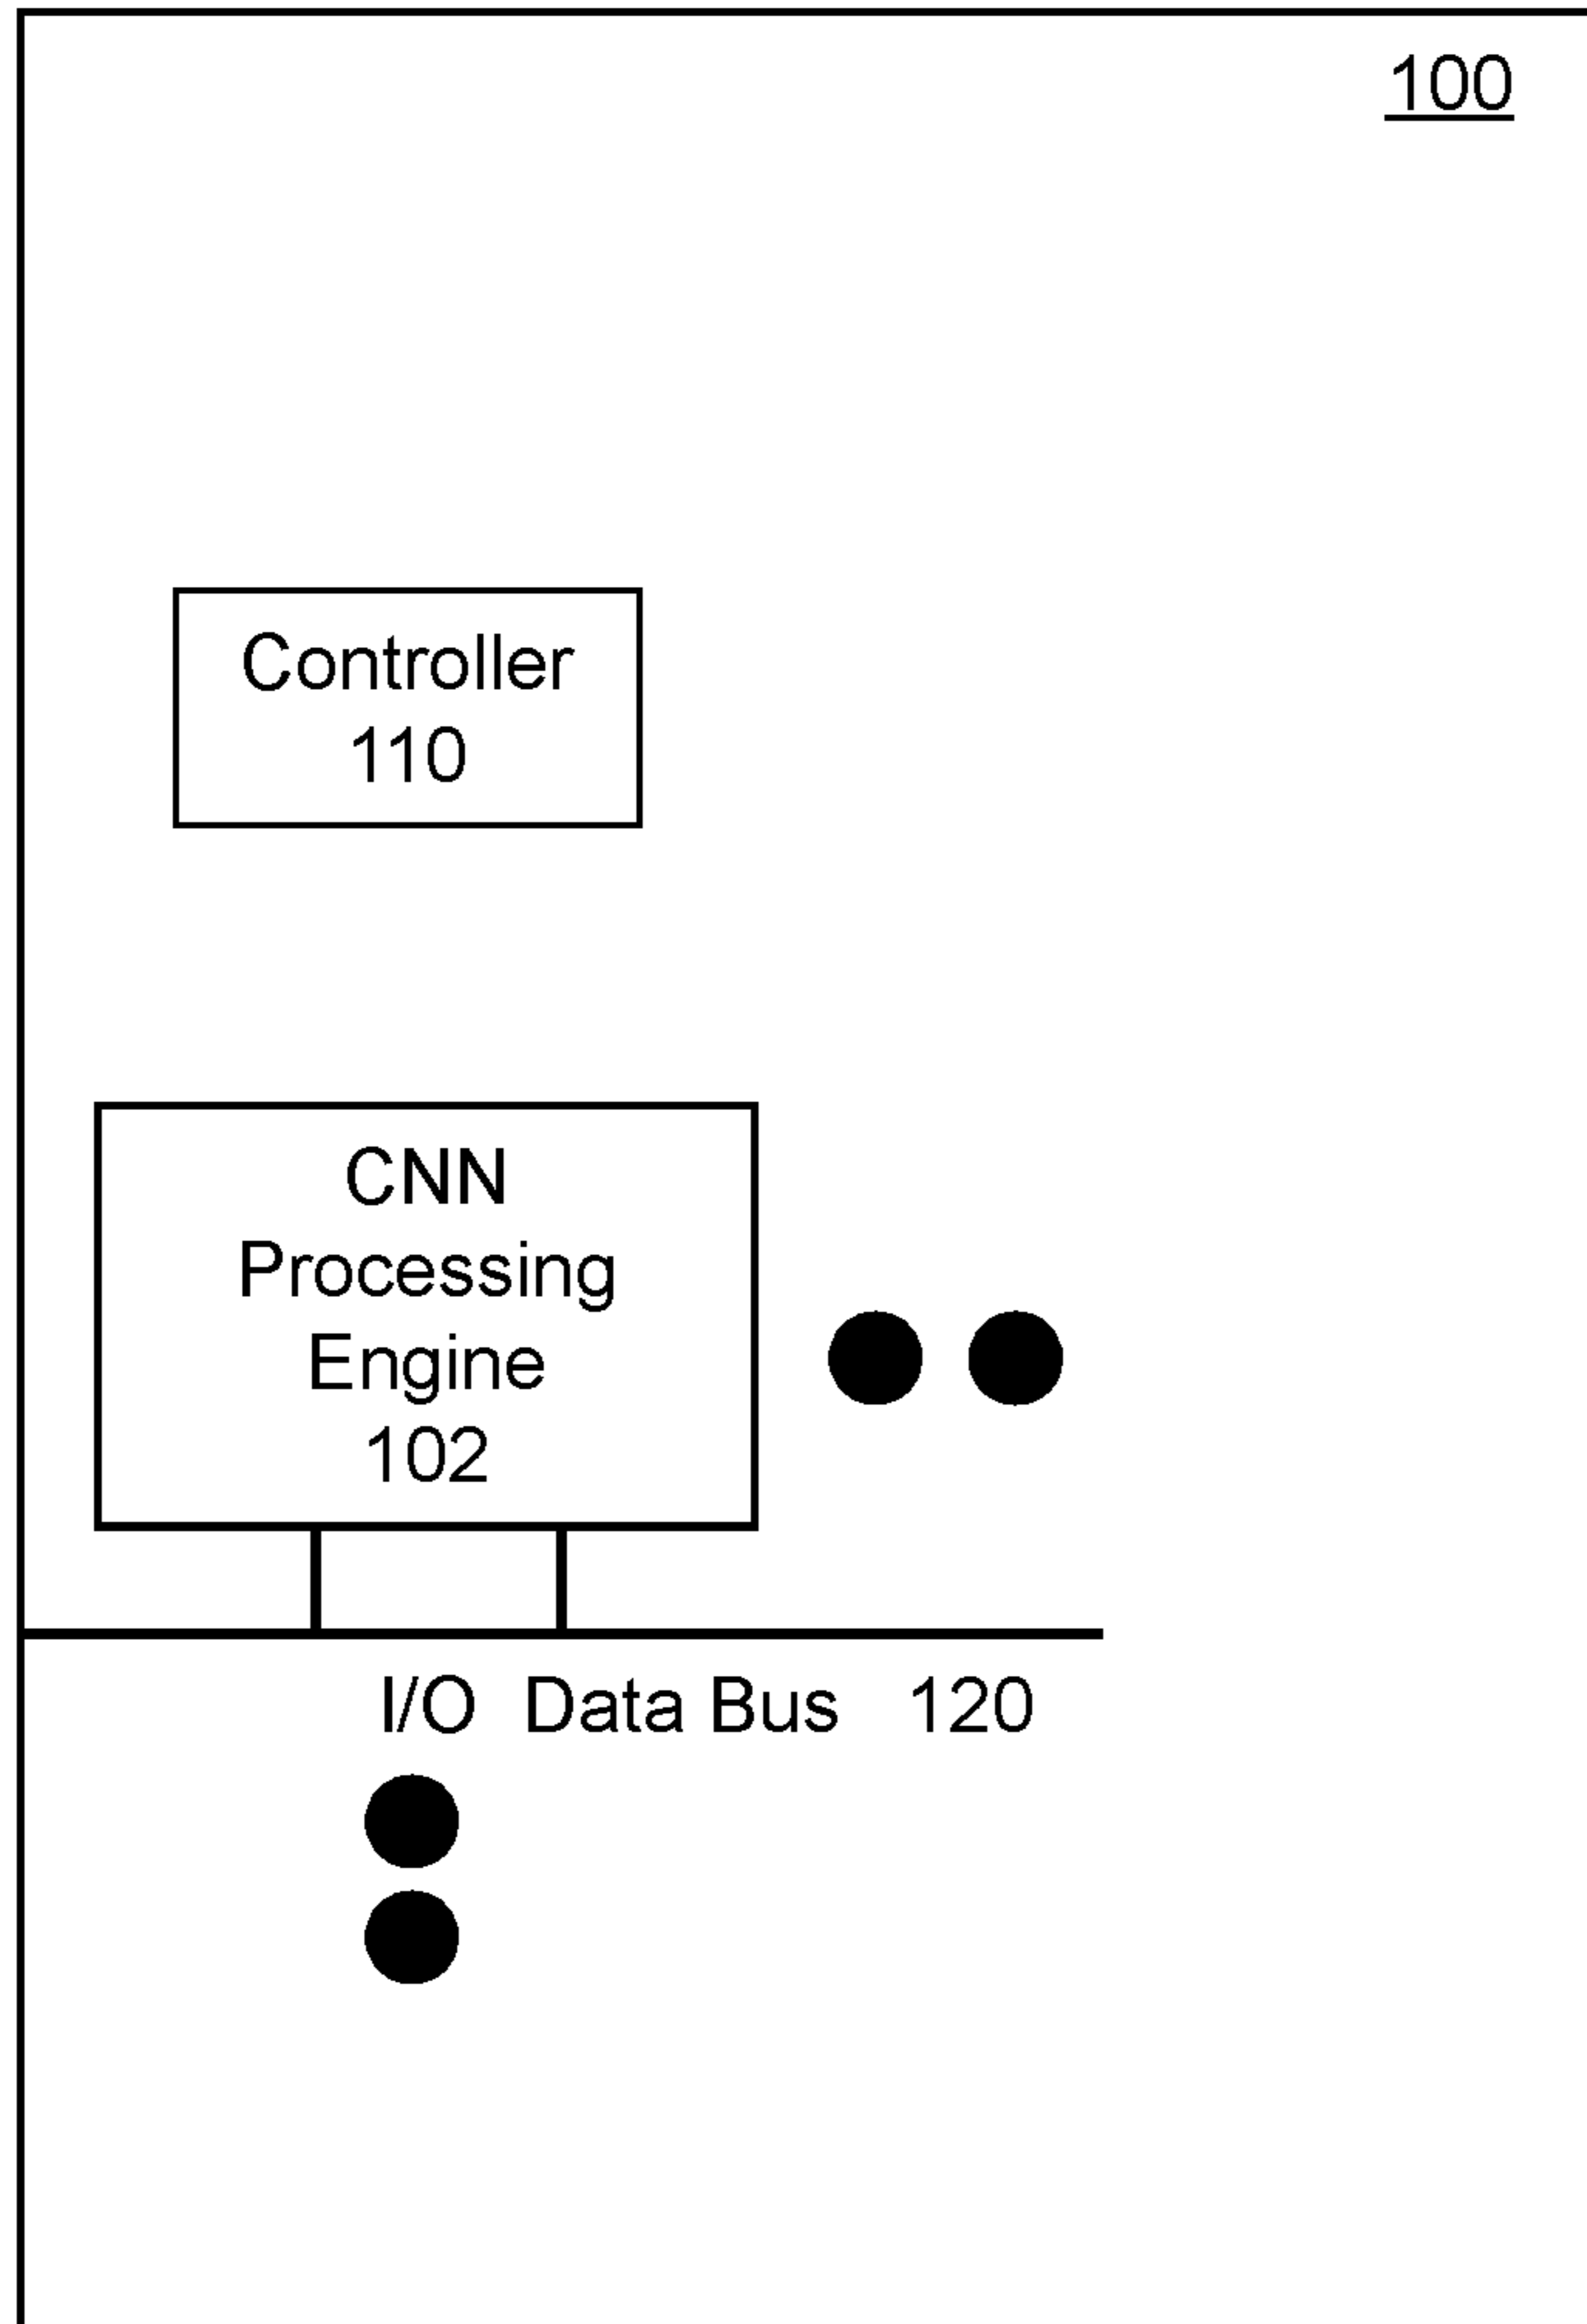 100
Controller
110
CNN
Processing
Engine
102
I/O Data Bus 120